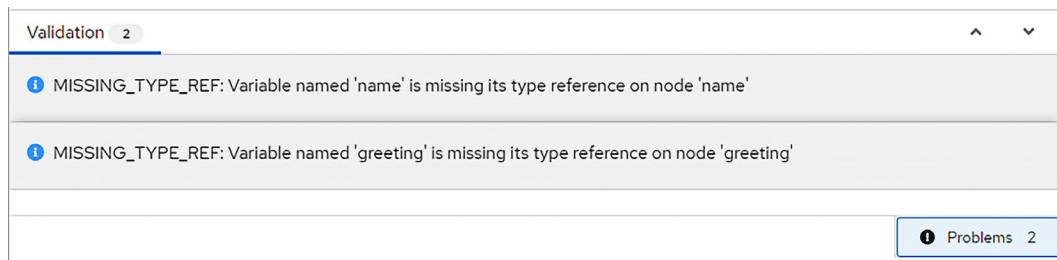 Validation 2
MISSING_TYPE_REF: Variable named 'name' is missing its type reference on node 'name'
MISSING_TYPE_REF: Variable named 'greeting' is missing its type reference on node 'greeting'
Problems 2